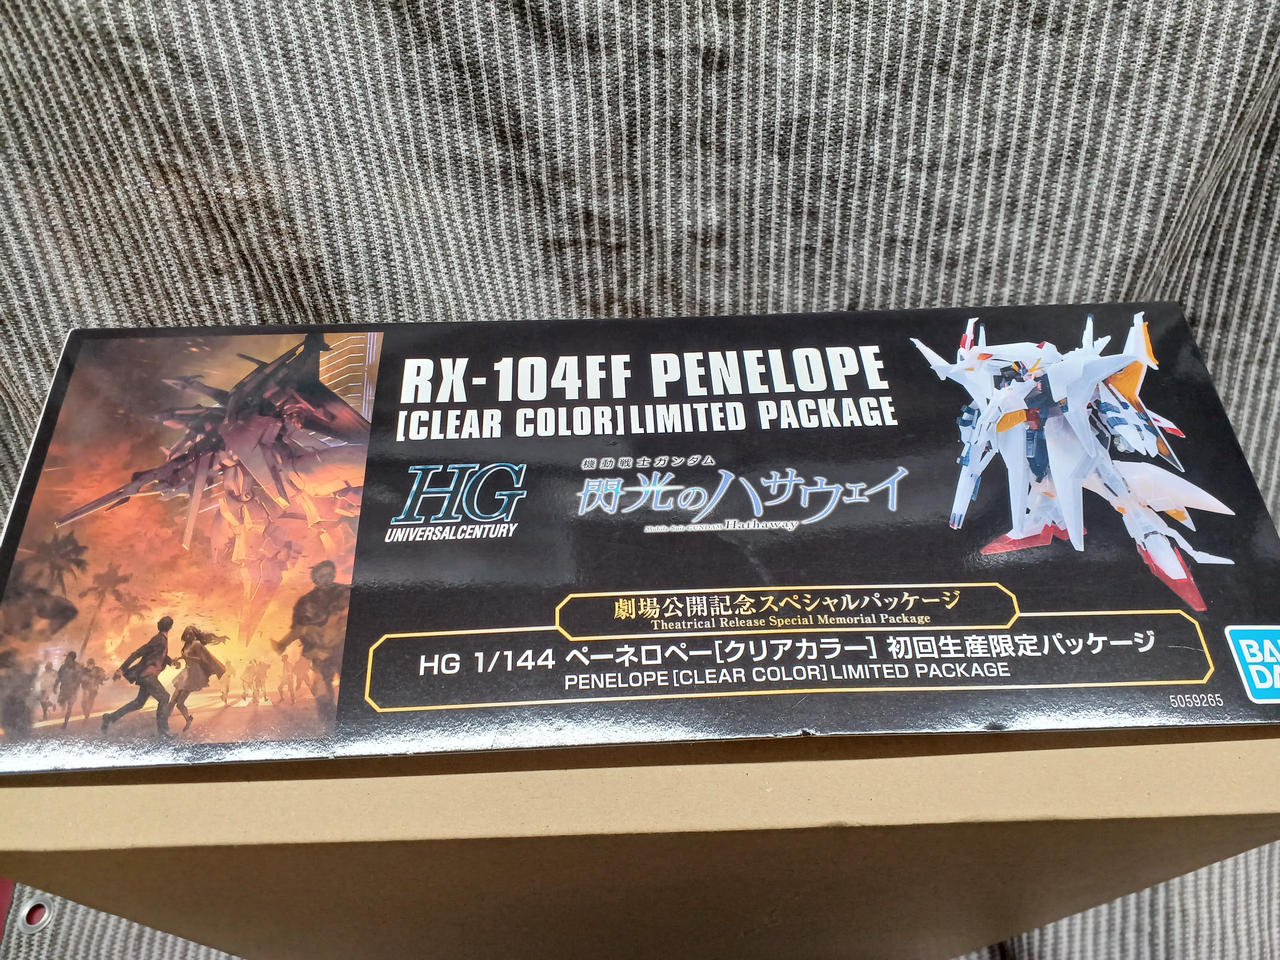 RX-104FF PENELOPE
[CLEAR COLOR] LIMITED PACKAGE
HG
UNIVERSAL CENTURY
機動戦士ガンダム
閃光のハサウェイ
Mobile Suit GUNDAM Hathaway
劇場公開記念スペシャルパッケージ
Theatrical Release Special Memorial Package
HG 1/144 ペーネロペー[クリアカラー] 初回生産限定パッケージ
PENELOPE [CLEAR COLOR] LIMITED PACKAGE
5059265
BAN
DAI